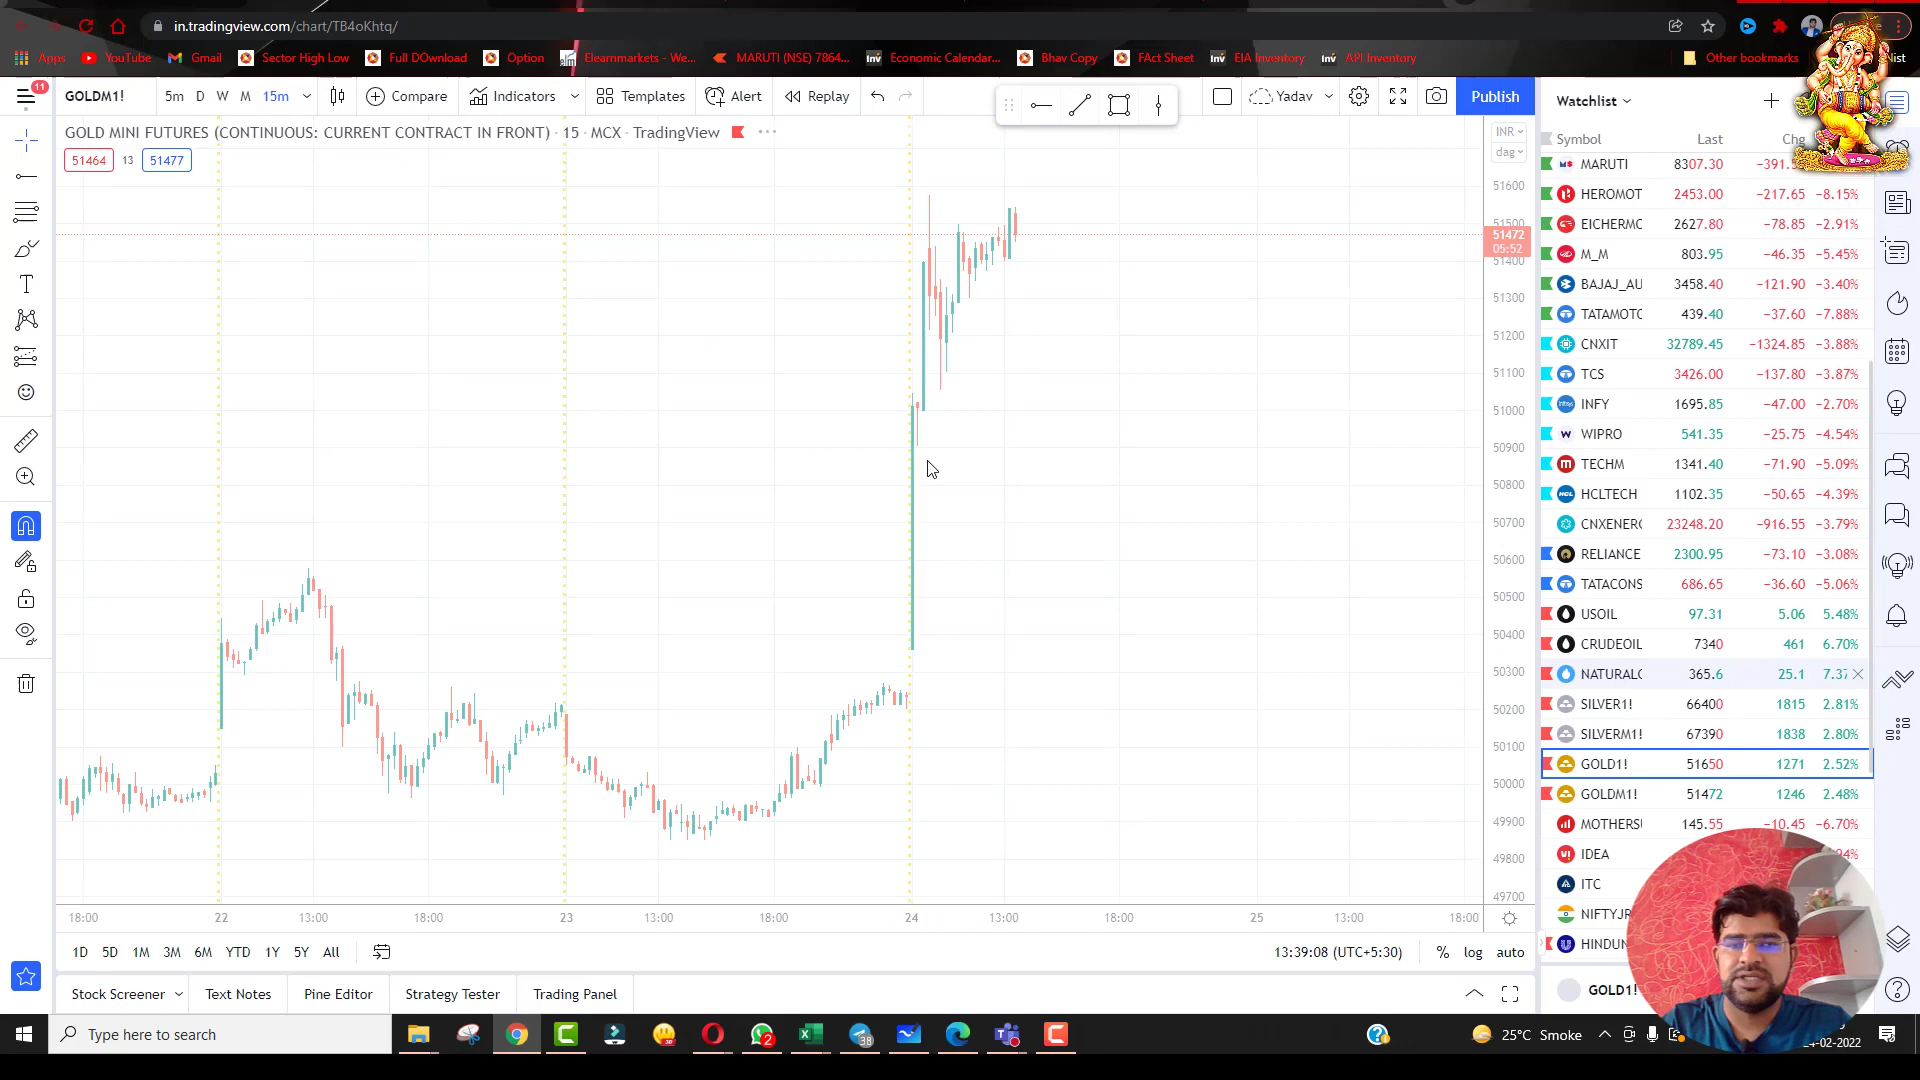 in.tradingview.com/chart/TB4oKhtq/
Apps YouTube Gmail Sector High Low Full DOwnload Option Elearnmarkets - We... MARUTI (NSE) 7864... Economic Calendar... Bhav Copy FAct Sheet EIA Inventory API Inventory Other bookmarks
11
GOLDM1! 5m D W M 15m Compare Indicators Templates Alert Replay Yadav Publish
GOLD MINI FUTURES (CONTINUOUS: CURRENT CONTRACT IN FRONT) · 15 · MCX · TradingView
51464 13 51477
INR
dag
51600
51500
51472
05:52
51400
51300
51200
51100
51000
50900
50800
50700
50600
50500
50400
50300
50200
50100
50000
49900
49800
49700
18:00 22 13:00 18:00 23 13:00 18:00 24 13:00 18:00 25 13:00 18:00
1D 5D 1M 3M 6M YTD 1Y 5Y All
13:39:08 (UTC+5:30) % log auto
Stock Screener Text Notes Pine Editor Strategy Tester Trading Panel
Watchlist
Symbol Last Chg
MARUTI 8307.30
HEROMOT 2453.00 −217.65 −8.15%
EICHERMO 2627.80 −78.85 −2.91%
M_M 803.95 −46.35 −5.45%
BAJAJ_AU 3458.40 −121.90 −3.40%
TATAMOTO 439.40 −37.60 −7.88%
CNXIT 32789.45 −1324.85 −3.88%
TCS 3426.00 −137.80 −3.87%
INFY 1695.85 −47.00 −2.70%
WIPRO 541.35 −25.75 −4.54%
TECHM 1341.40 −71.90 −5.09%
HCLTECH 1102.35 −50.65 −4.39%
CNXENERG 23248.20 −916.55 −3.79%
RELIANCE 2300.95 −73.10 −3.08%
TATACONS 686.65 −36.60 −5.06%
USOIL 97.31 5.06 5.48%
CRUDEOIL 7340 461 6.70%
NATURALG 365.6 25.1 7.37
SILVER1! 66400 1815 2.81%
SILVERM1! 67390 1838 2.80%
GOLD1! 51650 1271 2.52%
GOLDM1! 51472 1246 2.48%
MOTHERSU 145.55 −10.45 −6.70%
IDEA
ITC
NIFTYJR
HINDUN
GOLD1!
Type here to search
2
38
25°C Smoke